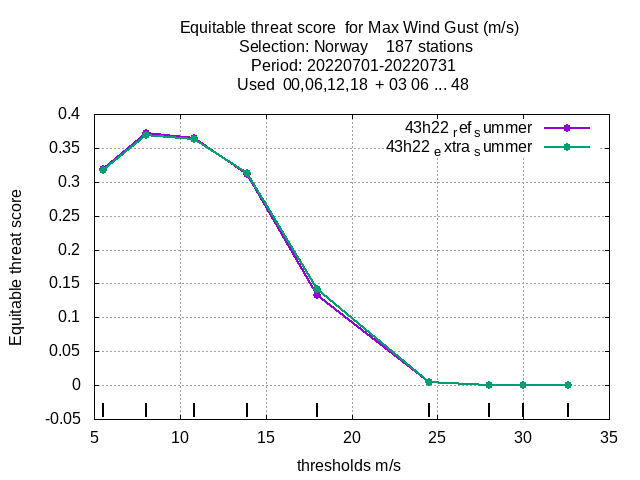 Equitable threat score  for Max Wind Gust (m/s)
Selection: Norway    187 stations
Period: 20220701-20220731
Used  00,06,12,18  + 03 06 ... 48
43h22 ref summer
43h22 extra summer
Equitable threat score
0.4
0.35
0.3
0.25
0.2
0.15
0.1
0.05
0
-0.05
5 10 15 20 25 30 35
thresholds m/s